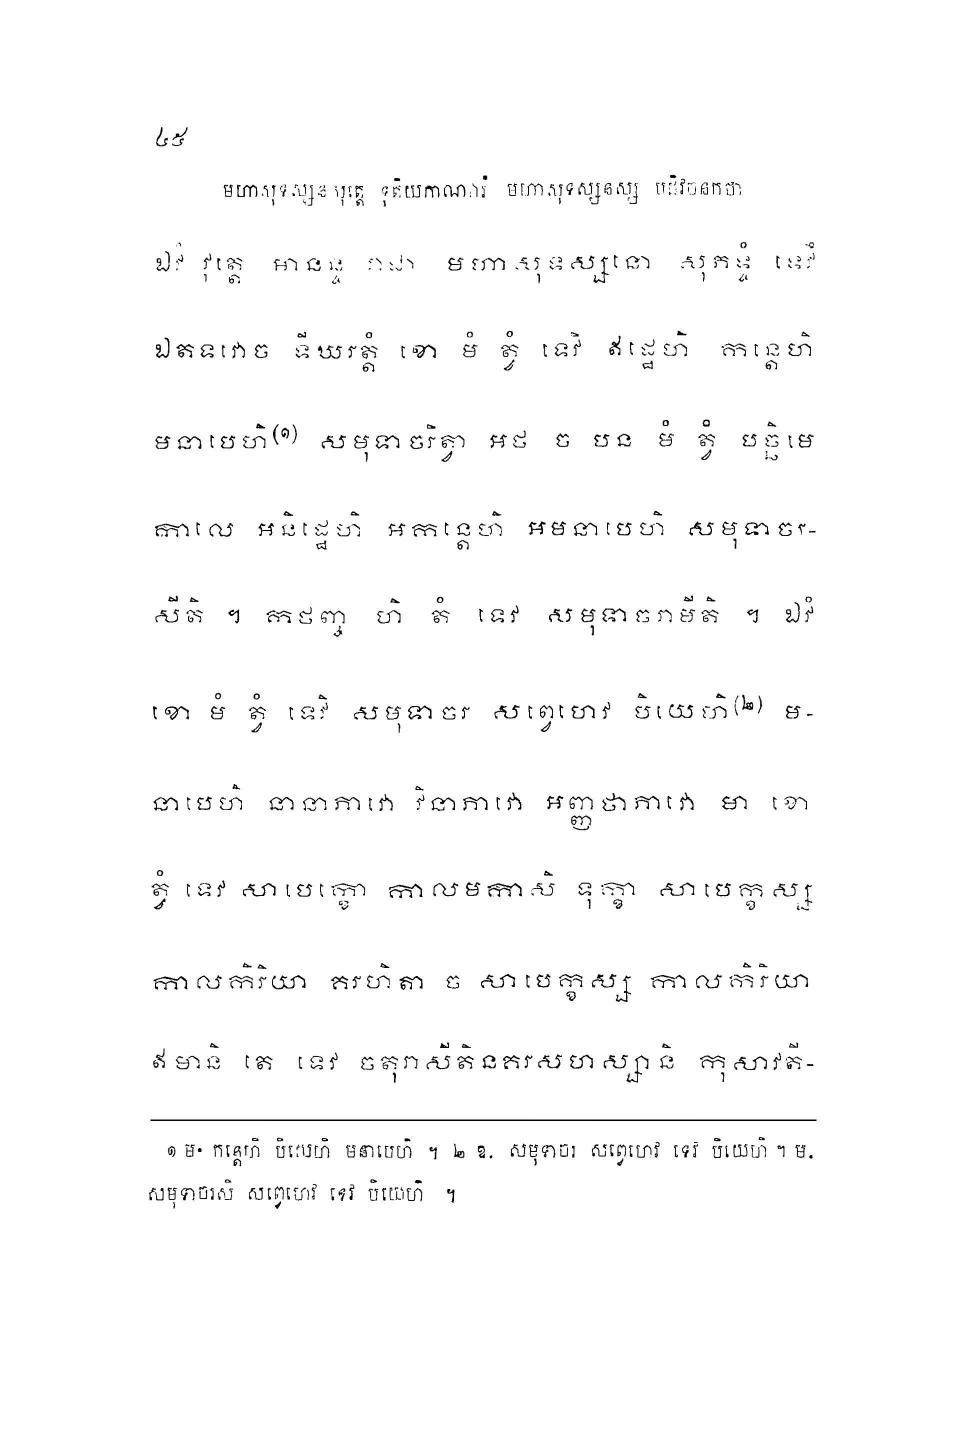 ៤៥
មហាសុទស្សនសុត្តេ ទុតិយភាណវារំ មហាសុទស្សនស្ស បដិវចនកថា
ឯវំ វុត្តេ អានន្ទ រាជា មហាសុទស្សនោ សុភទ្ទំ ទេវឹ
ឯតទវោច ទីឃរត្តំ ខោ មំ ត្វំ ទេវិ ឥដ្ឋេហិ កន្តេហិ
មនាបេហិ(១) សមុទាចរិត្វា អថ ច បន មំ ត្វំ បច្ឆិមេ
កាលេ អនិដ្ឋេហិ អកន្តេហិ អមនាបេហិ សមុទាចរ-
សីតិ ។ កថញ្ច ហិ តំ ទេវ សមុទាចរាមីតិ ។ ឯវំ
ខោ មំ ត្វំ ទេវិ សមុទាចរ សព្វេហេវ បិយេហិ(២) ម-
នាបេហិ នានាភាវោ វិនាភាវោ អញ្ញថាភាវោ មា ខោ
ត្វំ ទេវ សាបេក្ខោ កាលមកាសិ ទុក្ខា សាបេក្ខស្ស
កាលកិរិយា គរហិតា ច សាបេក្ខស្ស កាលកិរិយា
ឥមានិ តេ ទេវ ចតុរាសីតិនគរសហស្សានិ កុសាវតី-
១ ម. កន្តេហិ បិយេហិ មនាបេហិ ។ ២ ឱ. សមុទាចរ សព្វេហេវ ទេវ បិយេហិ ។ ម.
សមុទាចរសិ សព្វេហេវ ទេវ បិយេហិ ។